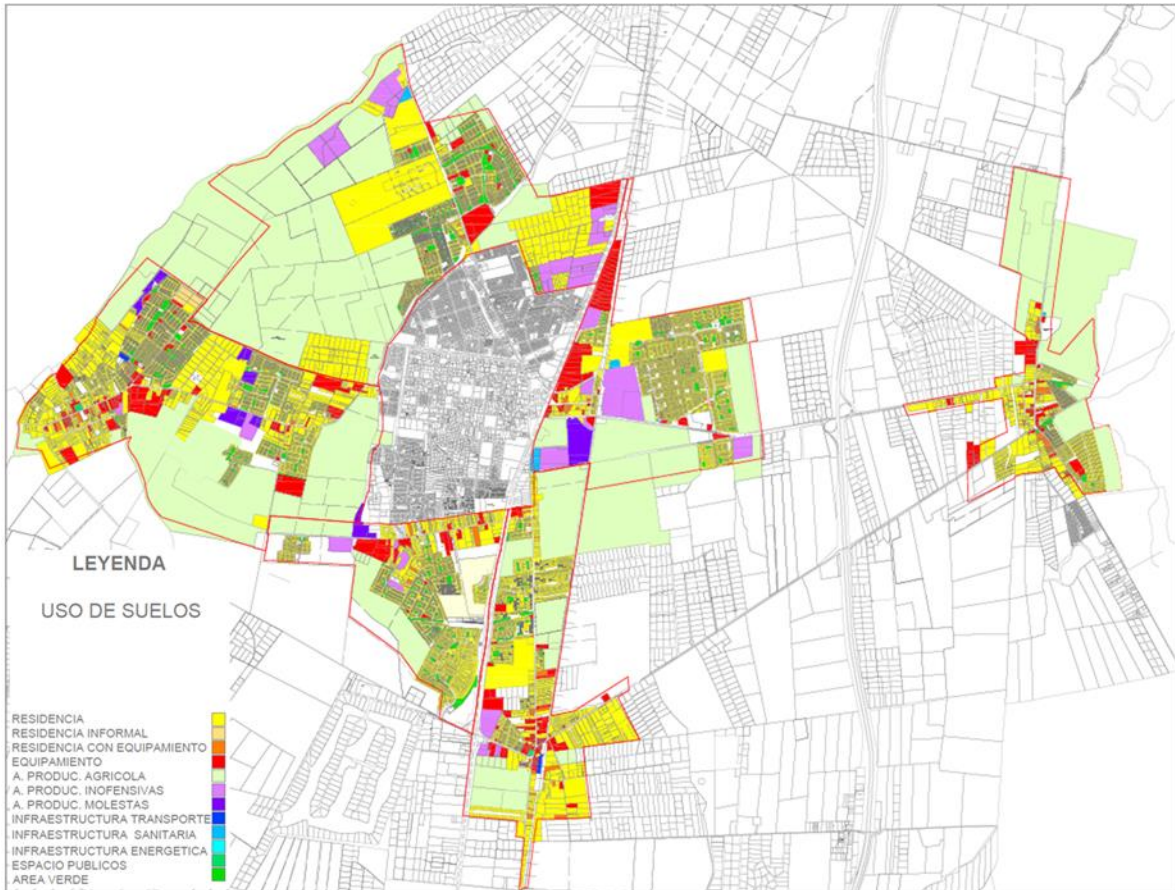 LEYENDA
USO DE SUELOS
RESIDENCIA
RESIDENCIA INFORMAL
RESIDENCIA CON EQUIPAMIENTO
EQUIPAMIENTO
A. PRODUC. AGRICOLA
A. PRODUC. INOFENSIVAS
A. PRODUC. MOLESTAS
INFRAESTRUCTURA TRANSPORTE
INFRAESTRUCTURA SANITARIA
INFRAESTRUCTURA ENERGETICA
ESPACIO PUBLICOS
AREA VERDE